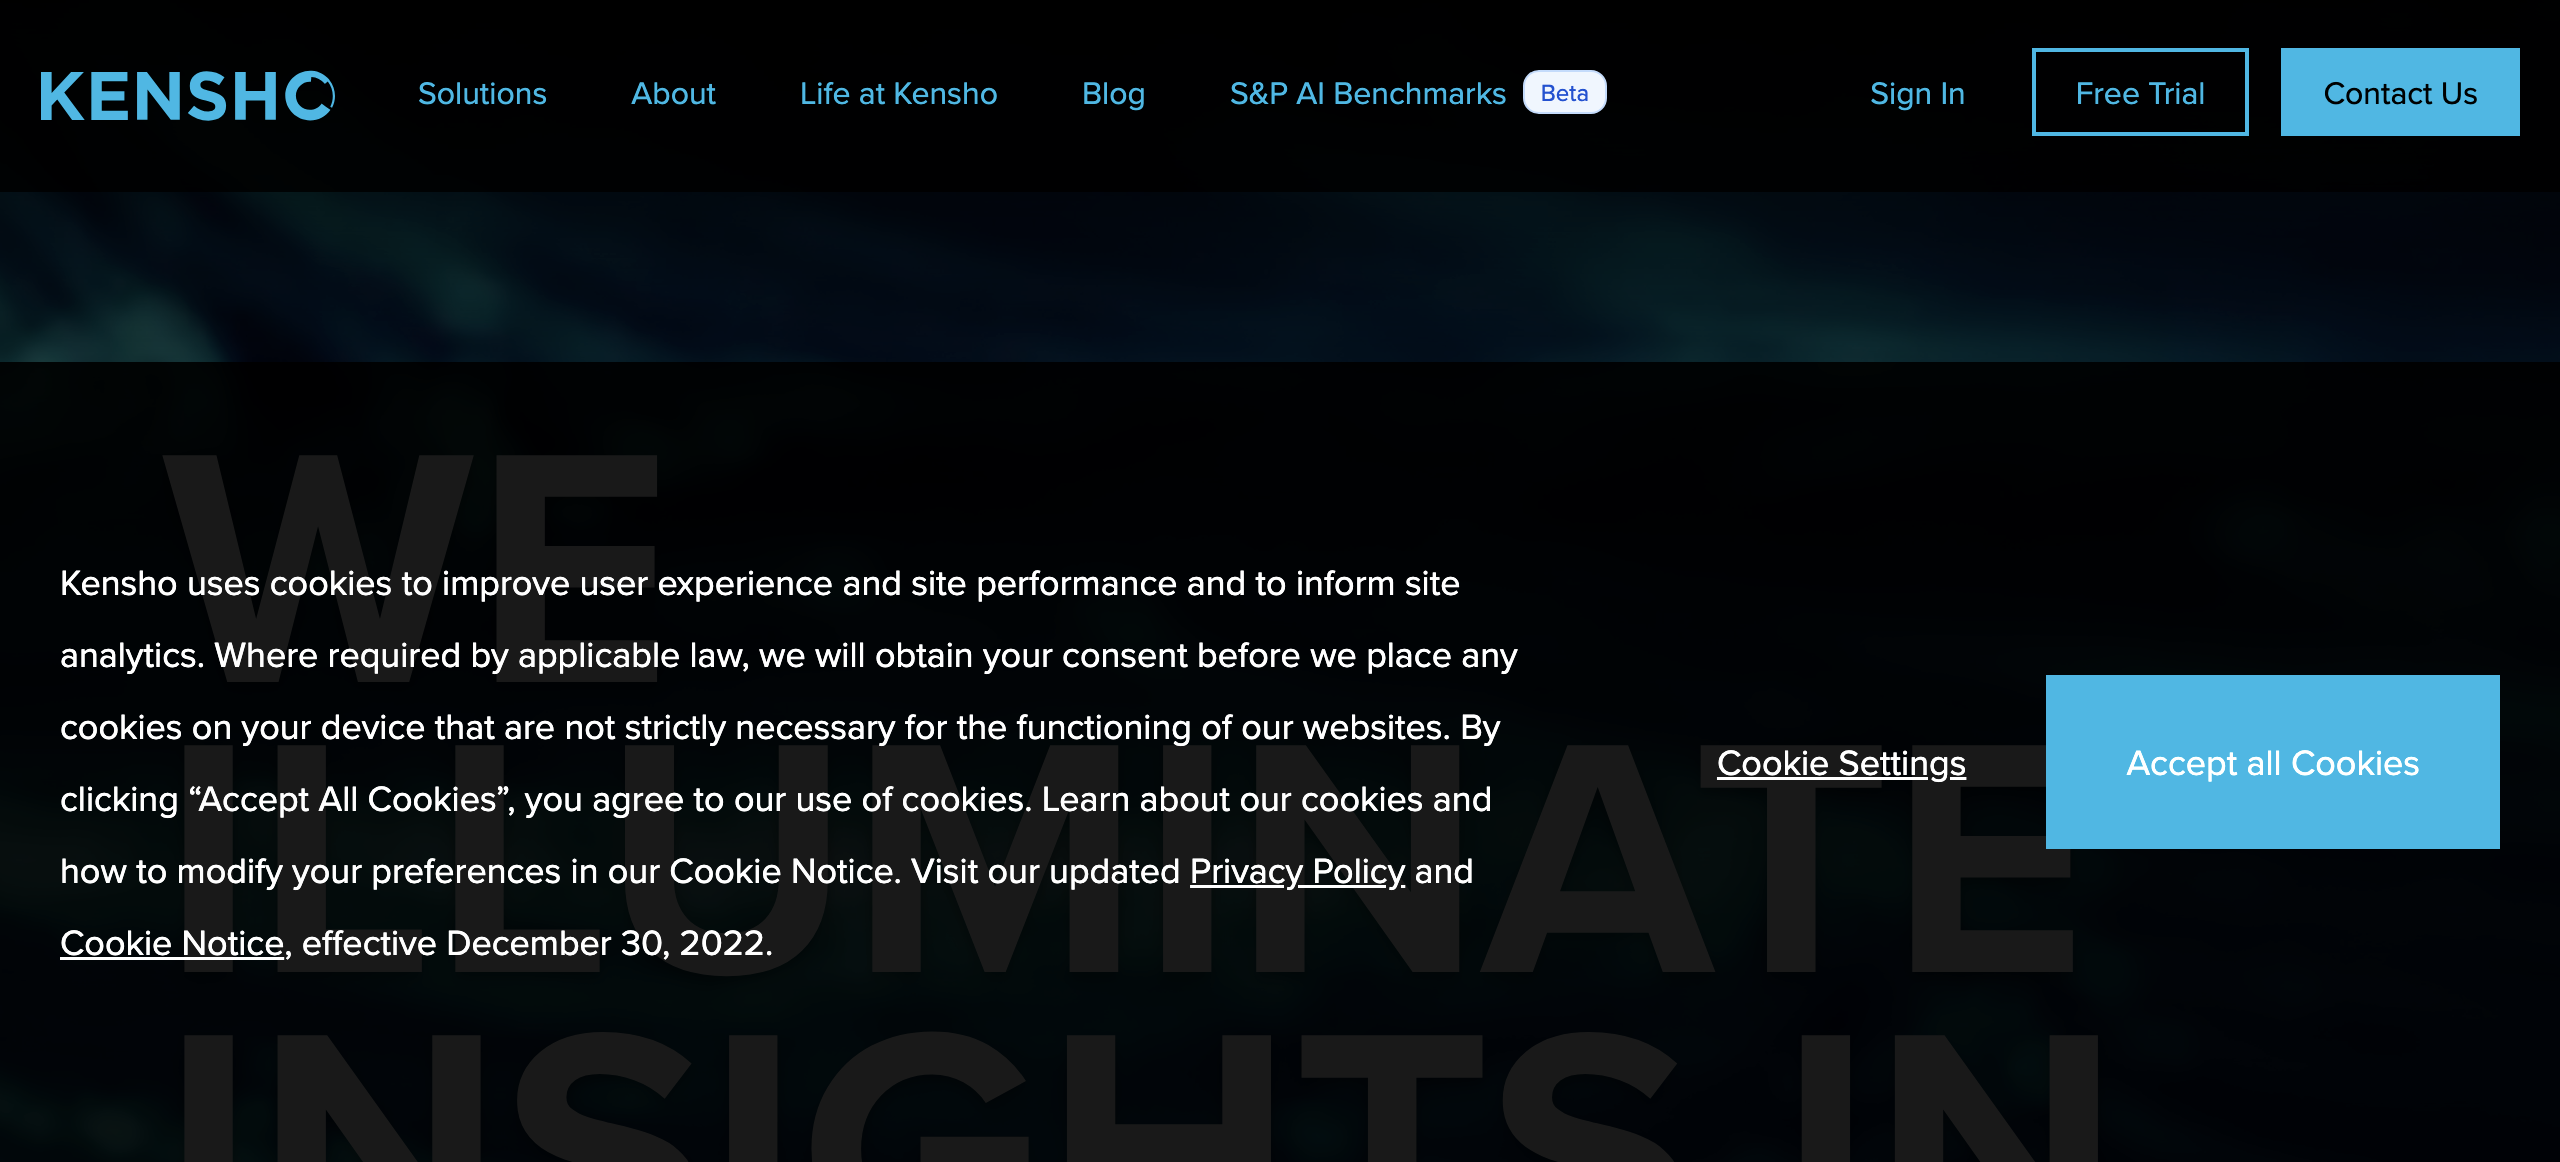 KENSHO
Solutions
About
Life at Kensho
Blog
S&P AI Benchmarks
Beta
Sign In
Free Trial
Contact Us
WE
ILLUMINATE
INSIGHTS IN
Kensho uses cookies to improve user experience and site performance and to inform site
analytics. Where required by applicable law, we will obtain your consent before we place any
cookies on your device that are not strictly necessary for the functioning of our websites. By
clicking “Accept All Cookies”, you agree to our use of cookies. Learn about our cookies and
how to modify your preferences in our Cookie Notice. Visit our updated Privacy Policy and
Cookie Notice, effective December 30, 2022.
Cookie Settings
Accept all Cookies